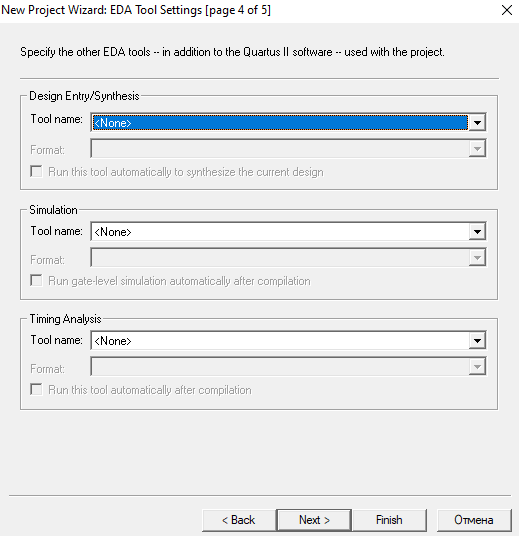 New Project Wizard: EDA Tool Settings [page 4 of 5]
Specify the other EDA tools -- in addition to the Quartus II software -- used with the project.
Design Entry/Synthesis
Tool name: <None>
Format:
Run this tool automatically to synthesize the current design
Simulation
Tool name: <None>
Format:
Run gate-level simulation automatically after compilation
Timing Analysis
Tool name: <None>
Format:
Run this tool automatically after compilation
< Back Next > Finish Отмена